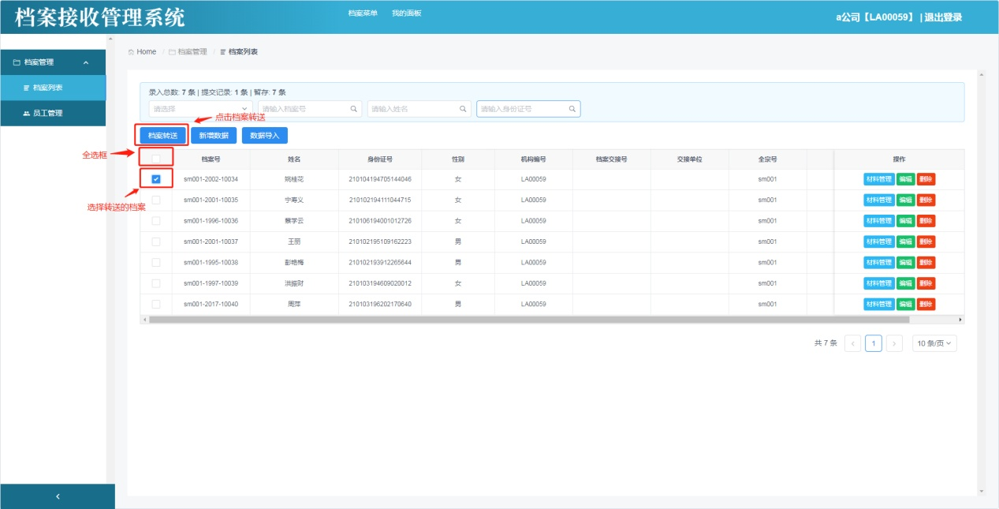 档案接收管理系统
档案菜单 我的面板
a公司【LA00059】 | 退出登录
档案管理
档案列表
员工管理
Home / 档案管理 / 档案列表
录入总数: 7 条 | 提交记录: 1 条 | 暂存: 7 条
请选择 请输入档案号 请输入姓名 请输入身份证号
点击档案转送
档案转送 新增数据 数据导入
全选框
档案号 姓名 身份证号 性别 机构编号 档案交接号 交接单位 全宗号 操作
sm001-2002-10034 姚桂花 210104194705144046 女 LA00059 sm001 材料管理 编辑 删除
sm001-2001-10035 宁寿义 210102194111044715 女 LA00059 sm001 材料管理 编辑 删除
选择转送的档案
sm001-1996-10036 蔡学云 210106194001012726 女 LA00059 sm001 材料管理 编辑 删除
sm001-2001-10037 王丽 210102195109162223 男 LA00059 sm001 材料管理 编辑 删除
sm001-1995-10038 彭艳梅 210102193912265644 男 LA00059 sm001 材料管理 编辑 删除
sm001-1997-10039 洪振财 210103194609020012 女 LA00059 sm001 材料管理 编辑 删除
sm001-2017-10040 周萍 210103196202170640 男 LA00059 sm001 材料管理 编辑 删除
共 7 条 1 10 条/页